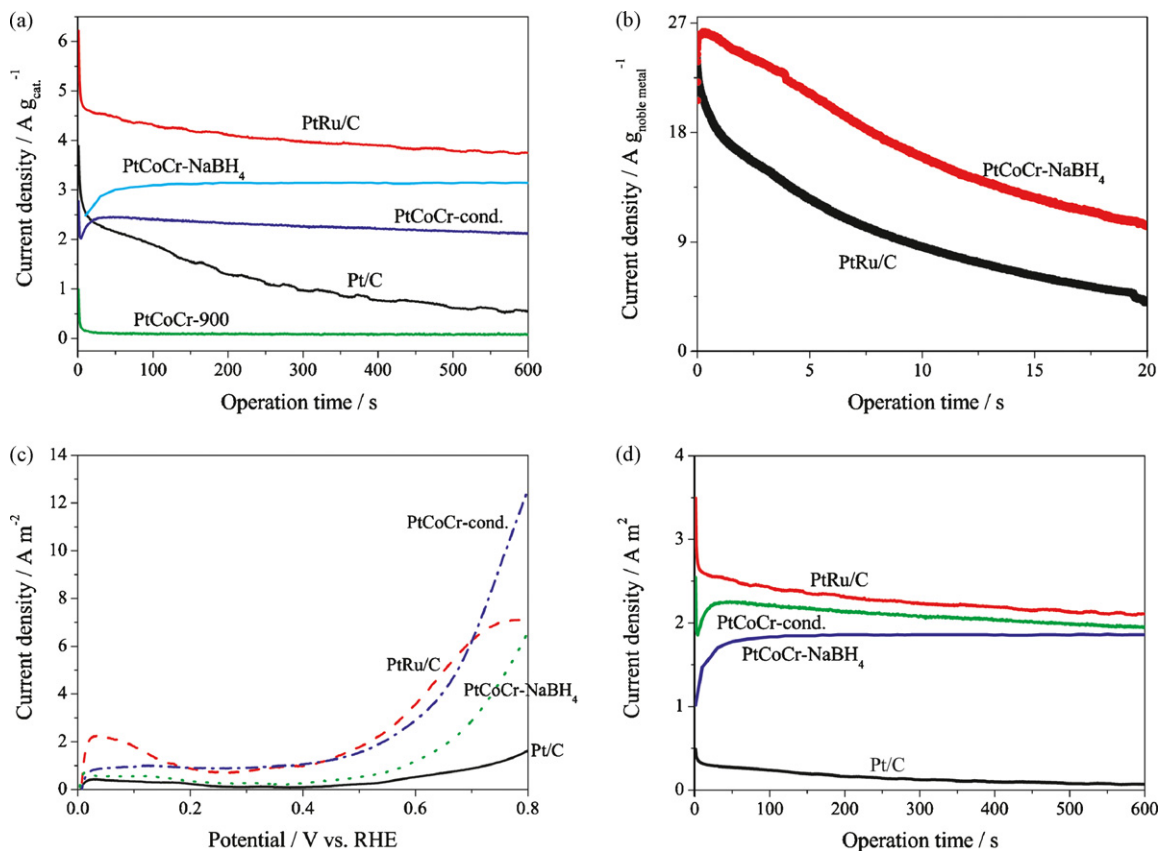 (a)
Current density / A g_cat.^-1
6
5
4
3
2
1
0
PtRu/C
PtCoCr-NaBH₄
PtCoCr-cond.
Pt/C
PtCoCr-900
0 100 200 300 400 500 600
Operation time / s
(b)
Current density / A g_noble metal^-1
27
18
9
0
PtCoCr-NaBH₄
PtRu/C
0 5 10 15 20
Operation time / s
(c)
Current density / A m⁻²
14
12
10
8
6
4
2
0
PtCoCr-cond.
PtRu/C
PtCoCr-NaBH₄
Pt/C
0.0 0.2 0.4 0.6 0.8
Potential / V vs. RHE
(d)
Current density / A m²
4
3
2
1
0
PtRu/C
PtCoCr-cond.
PtCoCr-NaBH₄
Pt/C
0 100 200 300 400 500 600
Operation time / s